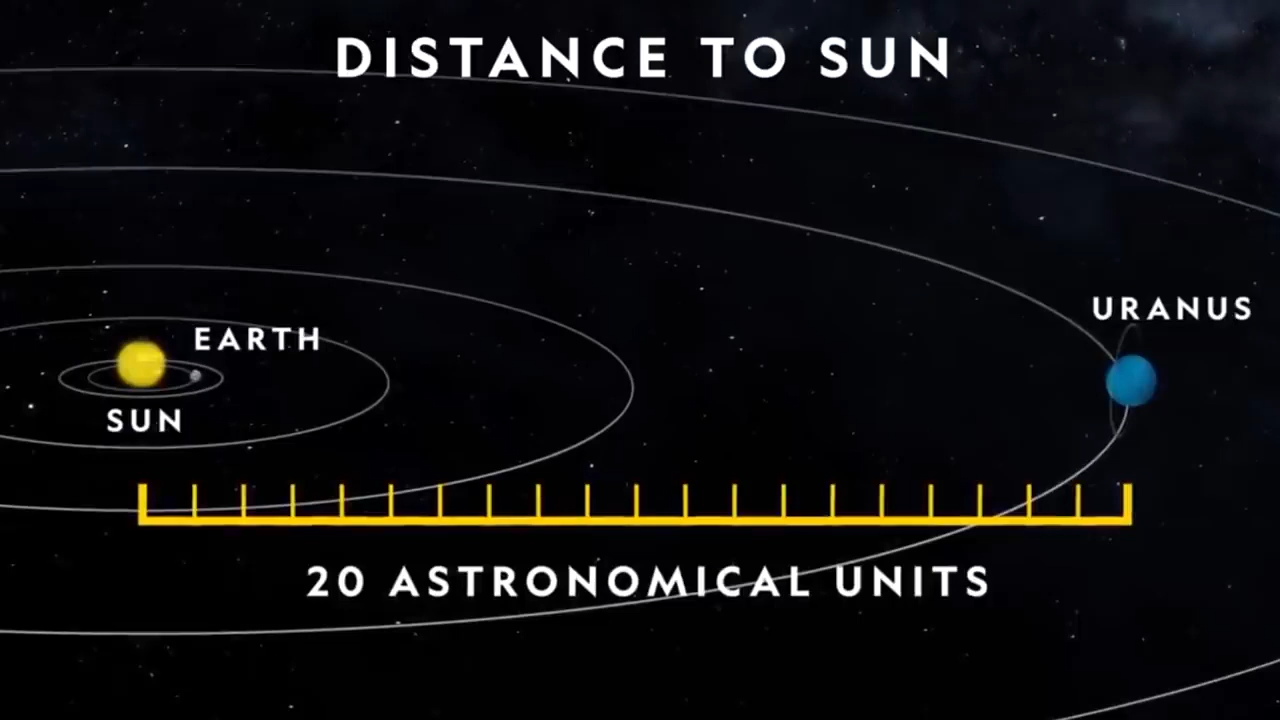 DISTANCE TO SUN
URANUS
EARTH
SUN
20 ASTRONOMICAL UNITS